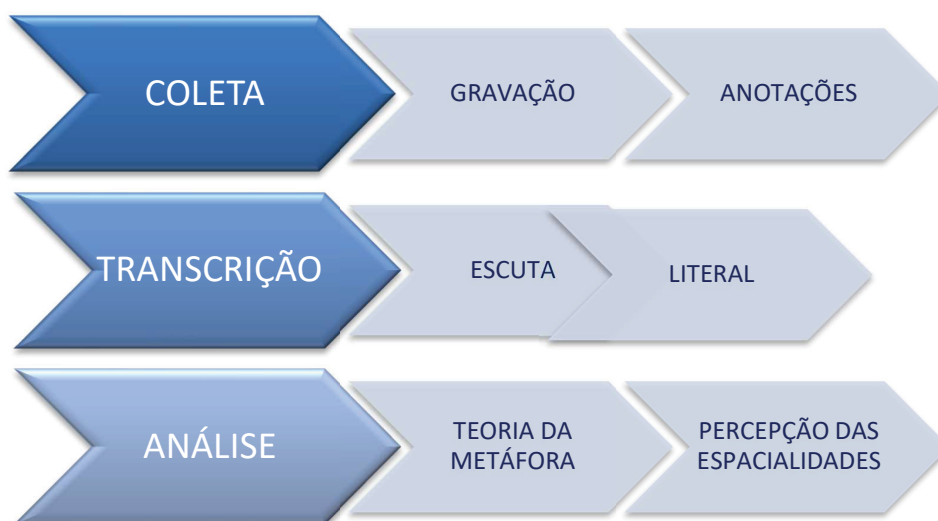 COLETA
GRAVAÇÃO
ANOTAÇÕES
TRANSCRIÇÃO
ESCUTA
LITERAL
ANÁLISE
TEORIA DA
METÁFORA
PERCEPÇÃO DAS
ESPACIALIDADES